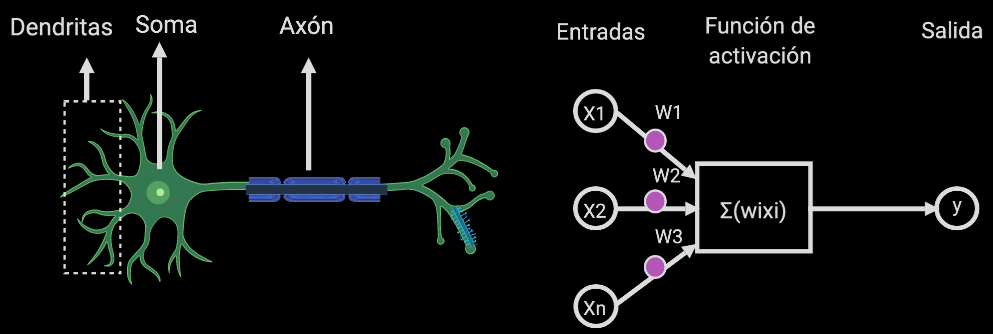 Dendritas
Soma
Axón
Entradas
Función de
activación
Salida
X1
W1
W2
X2
Σ(wixi)
y
W3
Xn